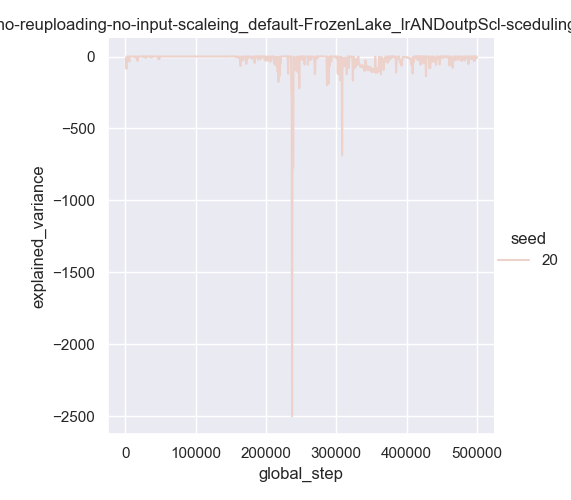 no-reuploading-no-input-scaleing_default-FrozenLake_lrANDoutpScl-sceduling
0
−500
−1000
−1500
−2000
−2500
explained_variance
0 100000 200000 300000 400000 500000
global_step
seed
20